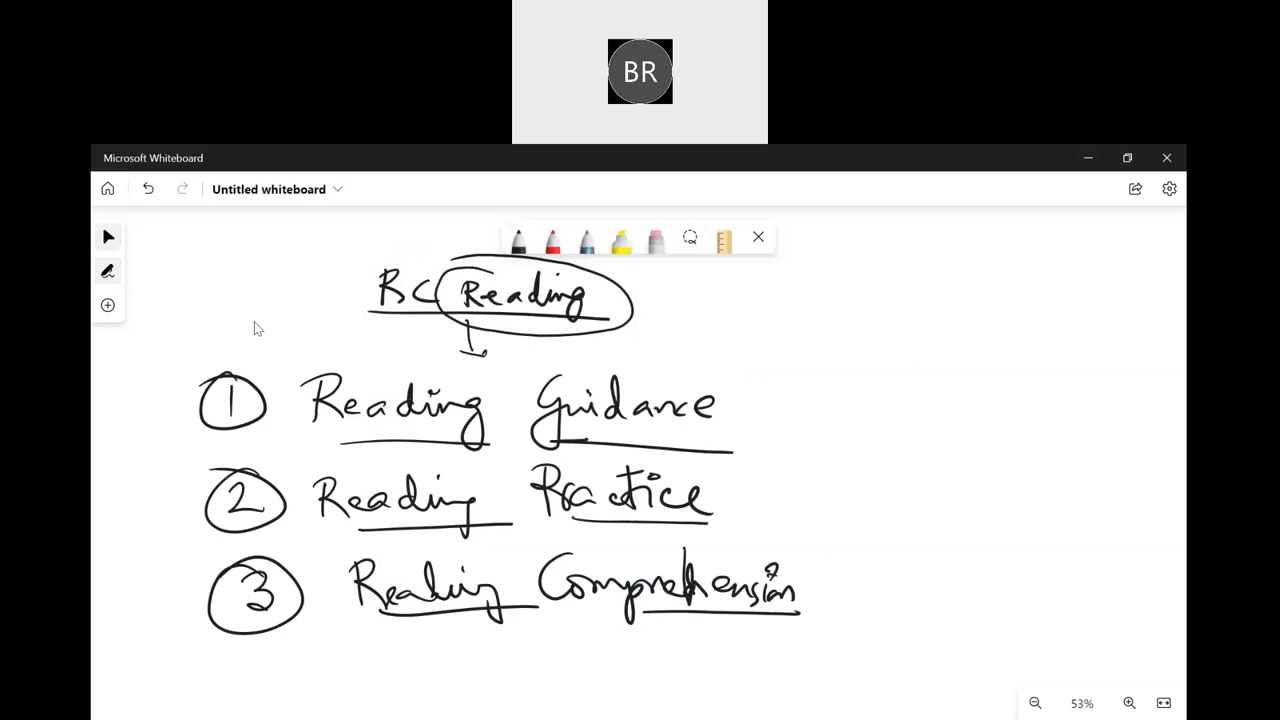 BR
Microsoft Whiteboard
Untitled whiteboard
RC Reading
1 Reading Guidance
2 Reading Practice
3 Reading Comprehension
53%